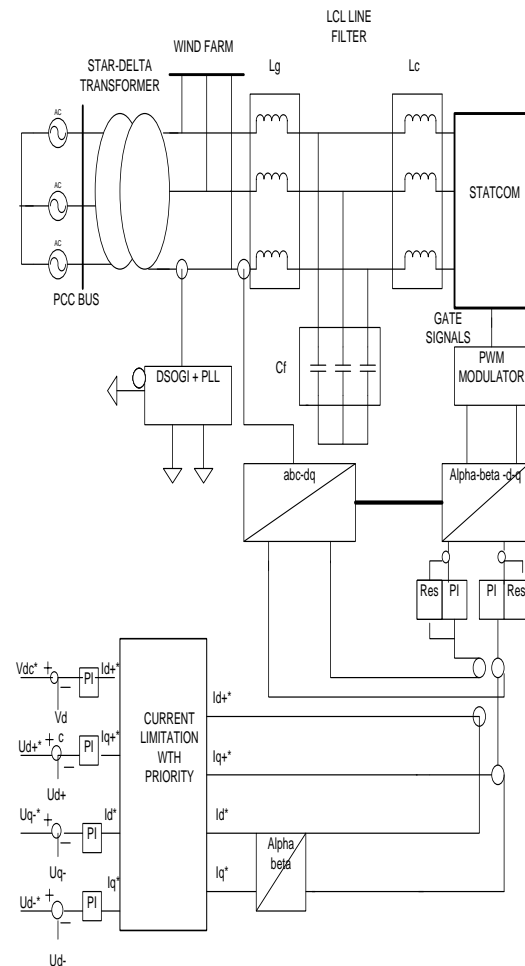 LCL LINE
FILTER
WIND FARM
STAR-DELTA
TRANSFORMER
Lg
Lc
AC
AC
AC
STATCOM
PCC BUS
GATE
SIGNALS
PWM
MODULATOR
Cf
DSOGI + PLL
abc-dq
Alpha-beta -d-q
Res
PI
PI
Res
Vdc*
+
−
PI
Id+*
Vd
c
Ud+*
+
−
PI
Iq+*
Ud+
Uq-*
+
−
PI
Id*
Uq-
Ud-*
+
−
PI
Iq*
Ud-
CURRENT
LIMITATION
WTH
PRIORITY
Id+*
Iq+*
Id*
Iq*
Alpha
beta